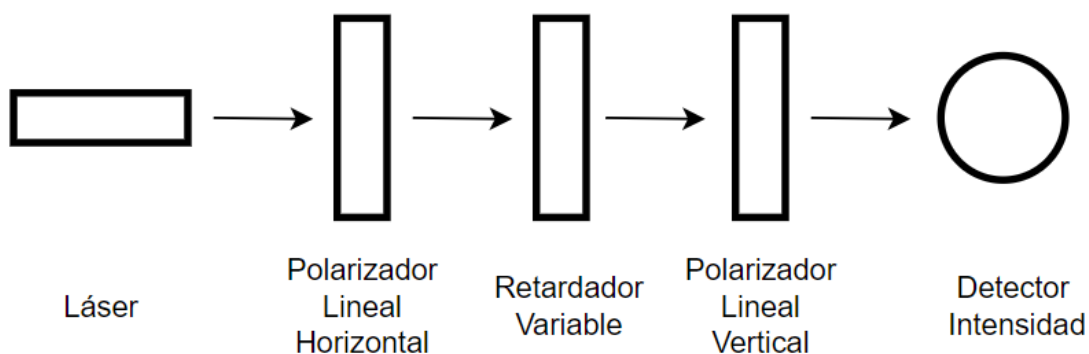 Láser
Polarizador
Lineal
Horizontal
Retardador
Variable
Polarizador
Lineal
Vertical
Detector
Intensidad